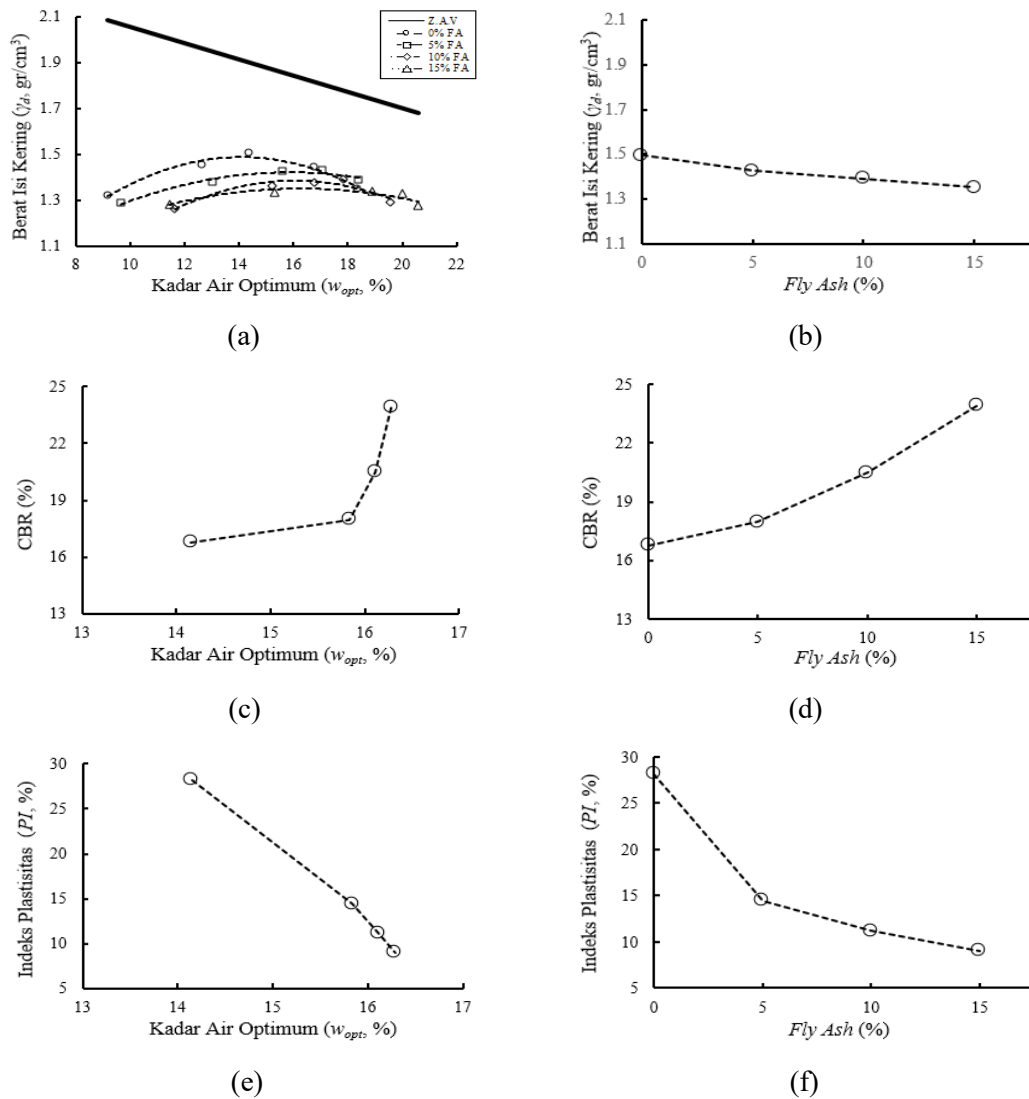 2.1
1.9
1.7
1.5
1.3
1.1
Berat Isi Kering (γd, gr/cm³)
Z.A.V
0% FA
5% FA
10% FA
15% FA
8 10 12 14 16 18 20 22
Kadar Air Optimum (wopt, %)
(a)
2.1
1.9
1.7
1.5
1.3
1.1
Berat Isi Kering (γd, gr/cm³)
0 5 10 15
Fly Ash (%)
(b)
25
22
19
16
13
CBR (%)
13 14 15 16 17
Kadar Air Optimum (wopt, %)
(c)
25
22
19
16
13
CBR (%)
0 5 10 15
Fly Ash (%)
(d)
30
25
20
15
10
5
Indeks Plastisitas (PI, %)
13 14 15 16 17
Kadar Air Optimum (wopt, %)
(e)
30
25
20
15
10
5
Indeks Plastisitas (PI, %)
0 5 10 15
Fly Ash (%)
(f)